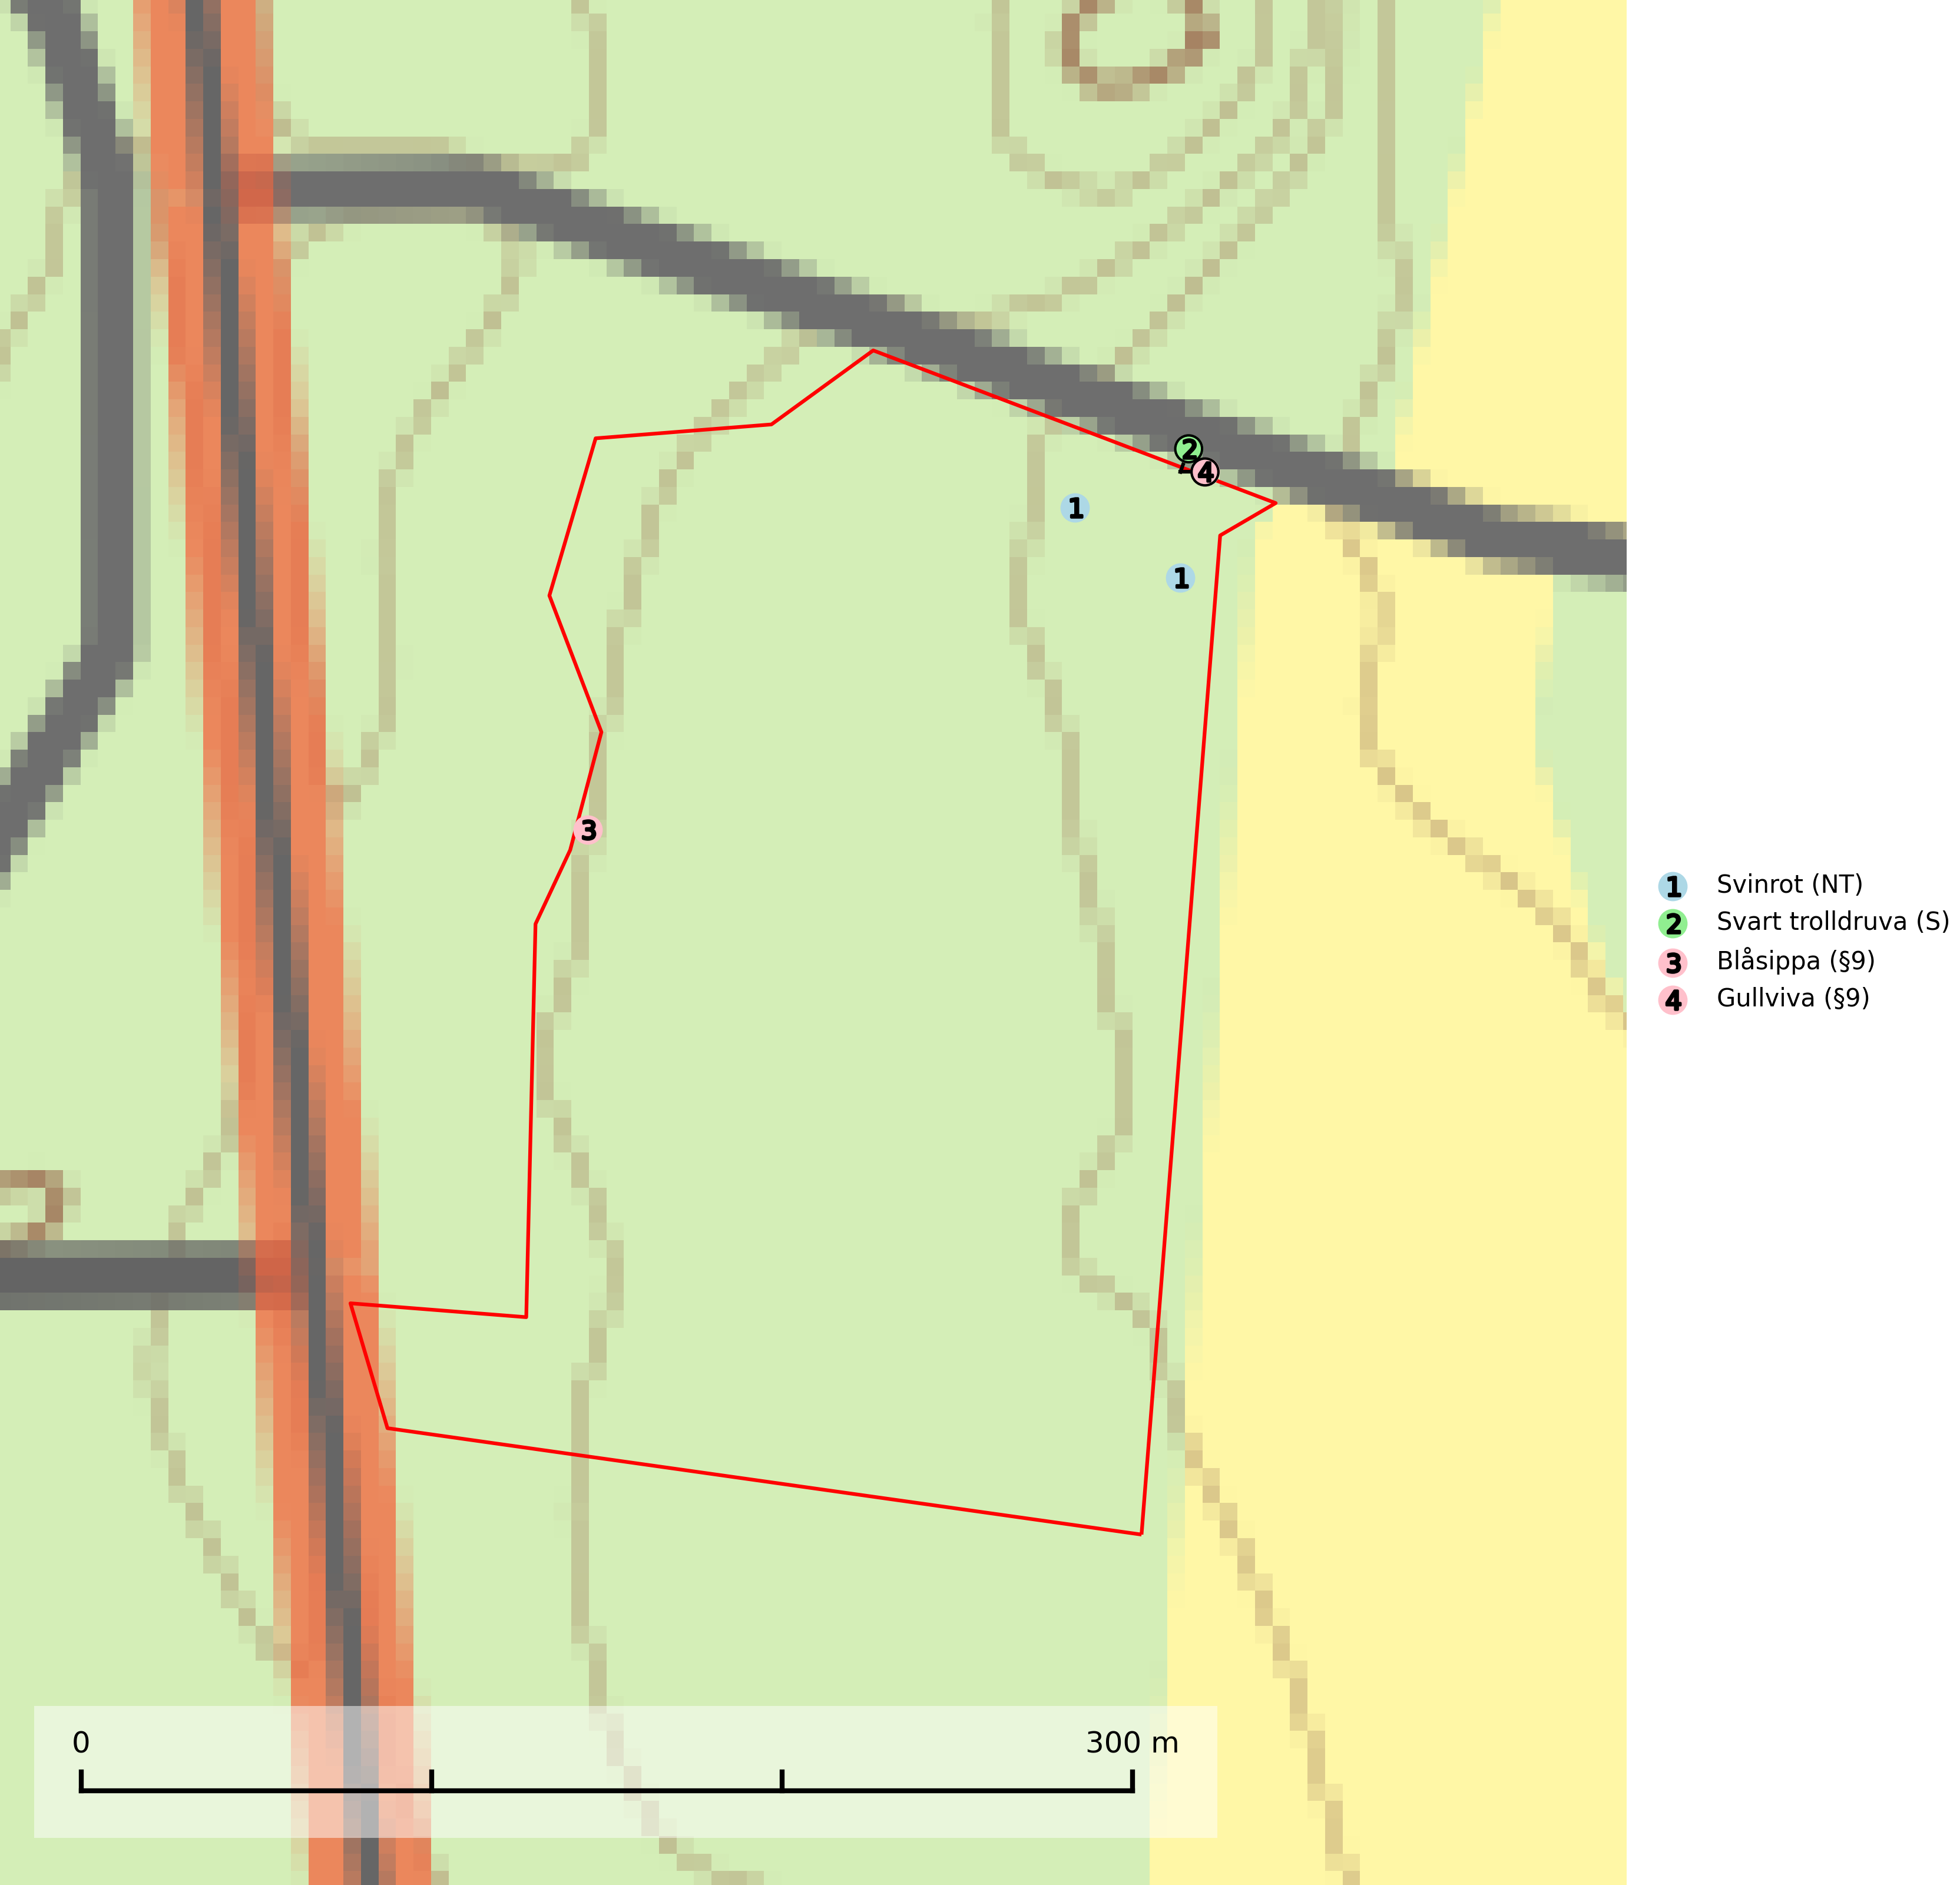 2
4
1
1
3
1 Svinrot (NT)
2 Svart trolldruva (S)
3 Blåsippa (§9)
4 Gullviva (§9)
0 300 m